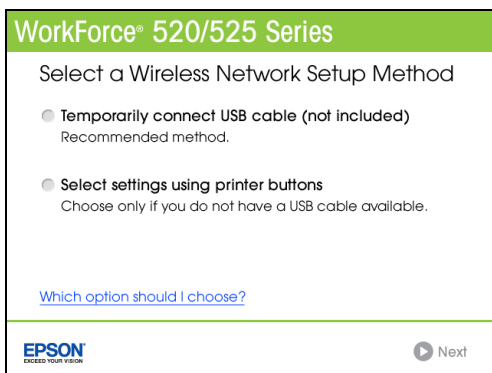 WorkForce® 520/525 Series
Select a Wireless Network Setup Method
Temporarily connect USB cable (not included)
Recommended method.
Select settings using printer buttons
Choose only if you do not have a USB cable available.
Which option should I choose?
EPSON®
EXCEED YOUR VISION
Next